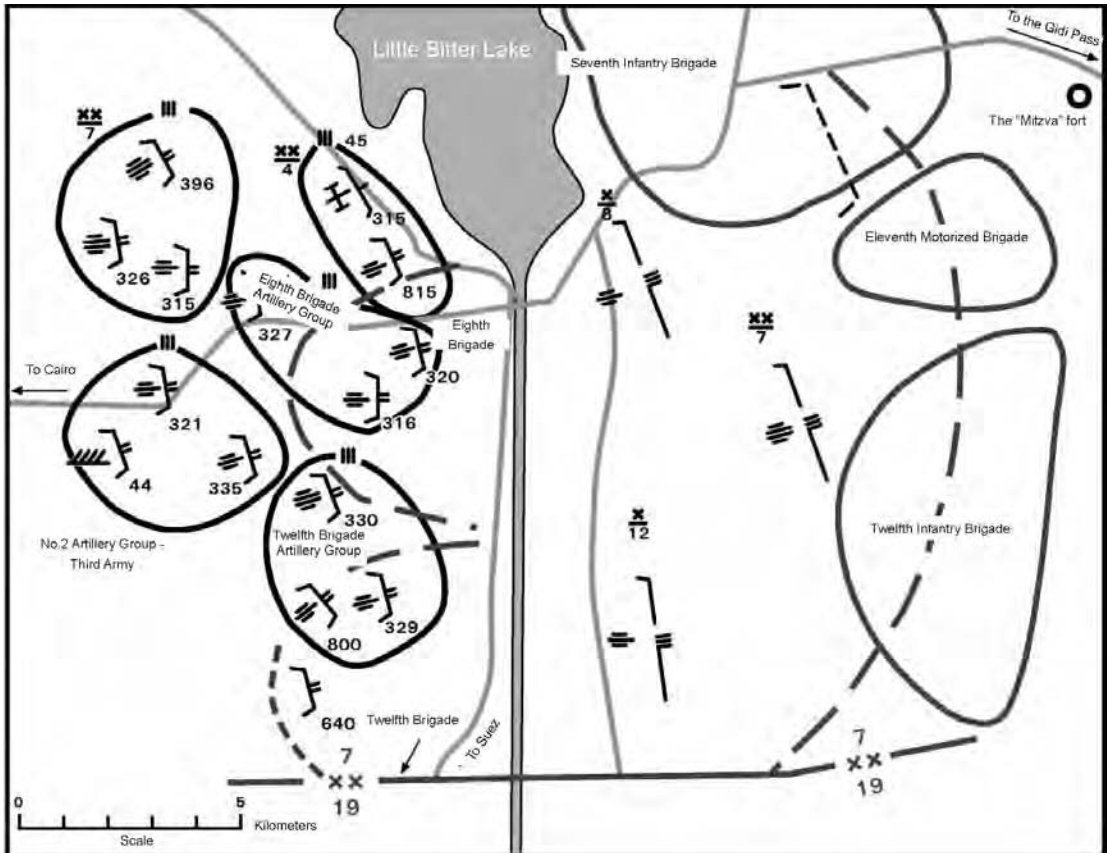 To the Gidi Pass
Little Bitter Lake
Seventh Infantry Brigade
The "Mitzva" fort
7
396
326
315
4
45
315
815
8
Eleventh Motorized Brigade
Eighth Brigade
Artillery Group
327
Eighth
Brigade
320
316
7
To Cairo
321
44
335
No.2 Artillery Group -
Third Army
330
Twelfth Brigade
Artillery Group
800
329
12
Twelfth Infantry Brigade
640
Twelfth Brigade
To Suez
7
19
7
19
0
5
Kilometers
Scale